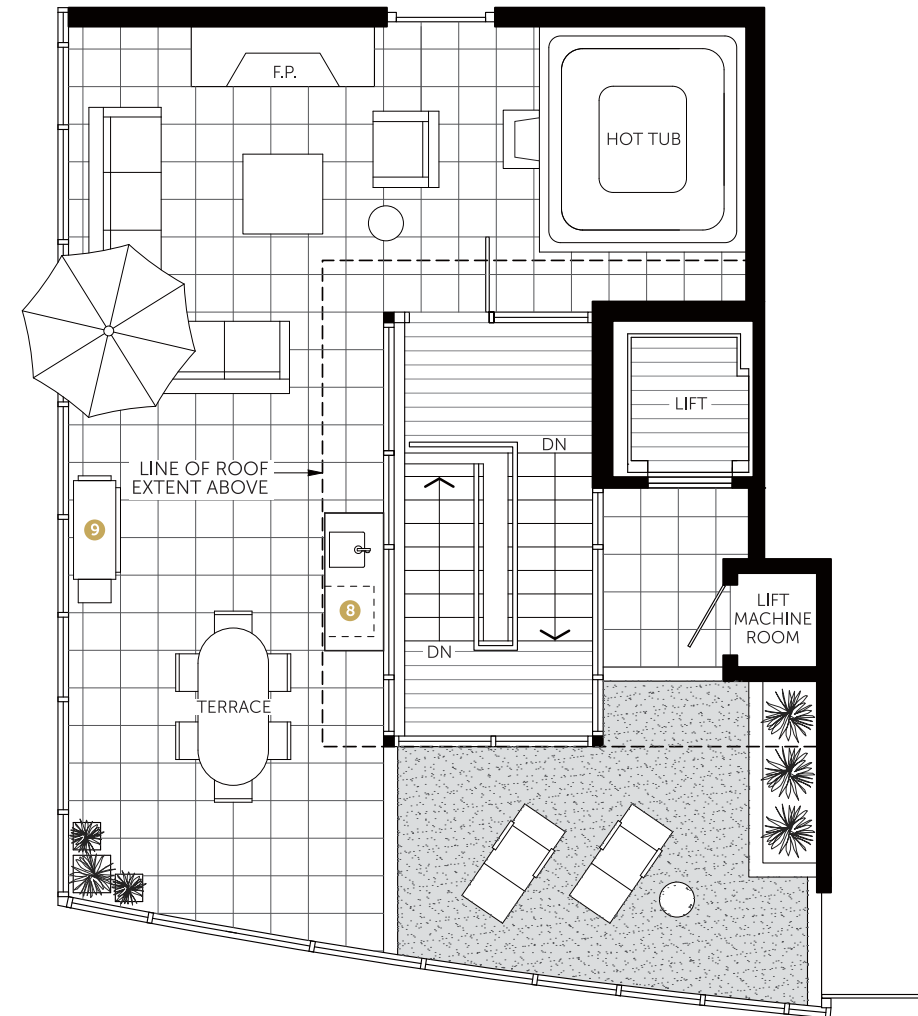 F.P.
HOT TUB
LIFT
DN
LINE OF ROOF
EXTENT ABOVE
9
8
LIFT
MACHINE
ROOM
DN
TERRACE